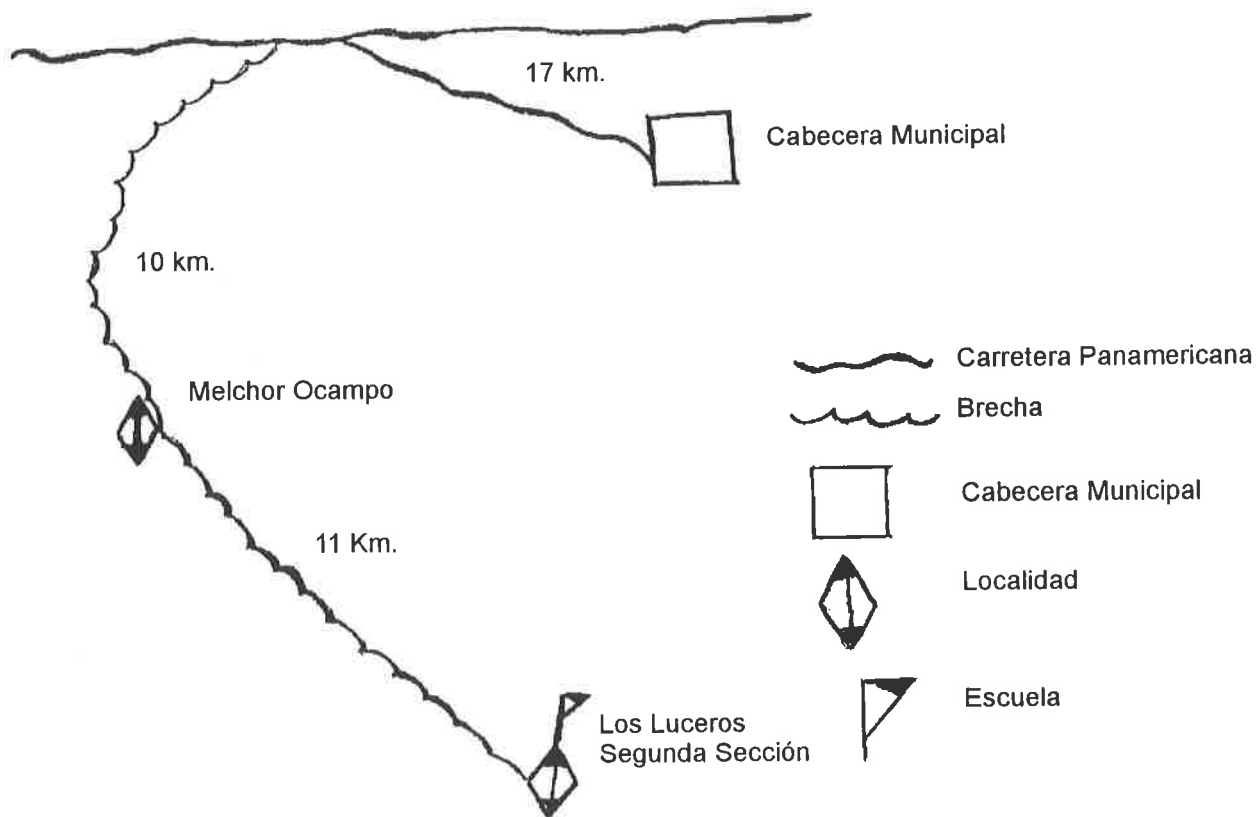 17 km.
Cabecera Municipal
10 km.
Melchor Ocampo
11 Km.
Los Luceros
Segunda Sección
Carretera Panamericana
Brecha
Cabecera Municipal
Localidad
Escuela